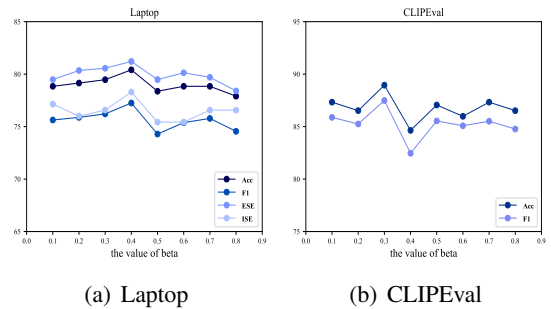 Laptop
85
80
75
70
65
0.0 0.1 0.2 0.3 0.4 0.5 0.6 0.7 0.8 0.9
the value of beta
Acc
F1
ESE
ISE
(a) Laptop
CLIPEval
95
90
85
80
75
0.0 0.1 0.2 0.3 0.4 0.5 0.6 0.7 0.8 0.9
the value of beta
Acc
F1
(b) CLIPEval